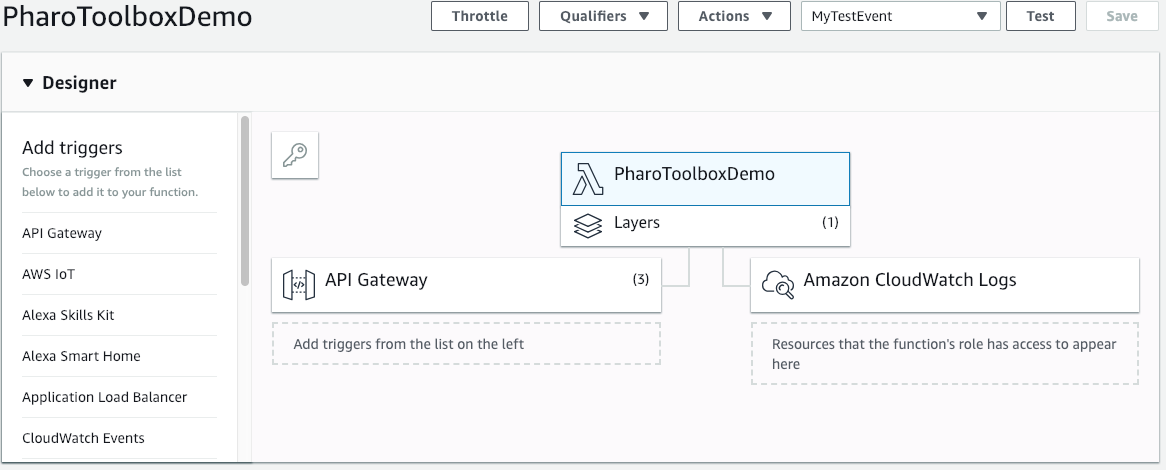 PharoToolboxDemo
Throttle
Qualifiers
Actions
MyTestEvent
Test
Save
Designer
Add triggers
Choose a trigger from the list
below to add it to your function.
API Gateway
AWS IoT
Alexa Skills Kit
Alexa Smart Home
Application Load Balancer
CloudWatch Events
PharoToolboxDemo
Layers (1)
API Gateway (3)
Add triggers from the list on the left
Amazon CloudWatch Logs
Resources that the function's role has access to appear
here